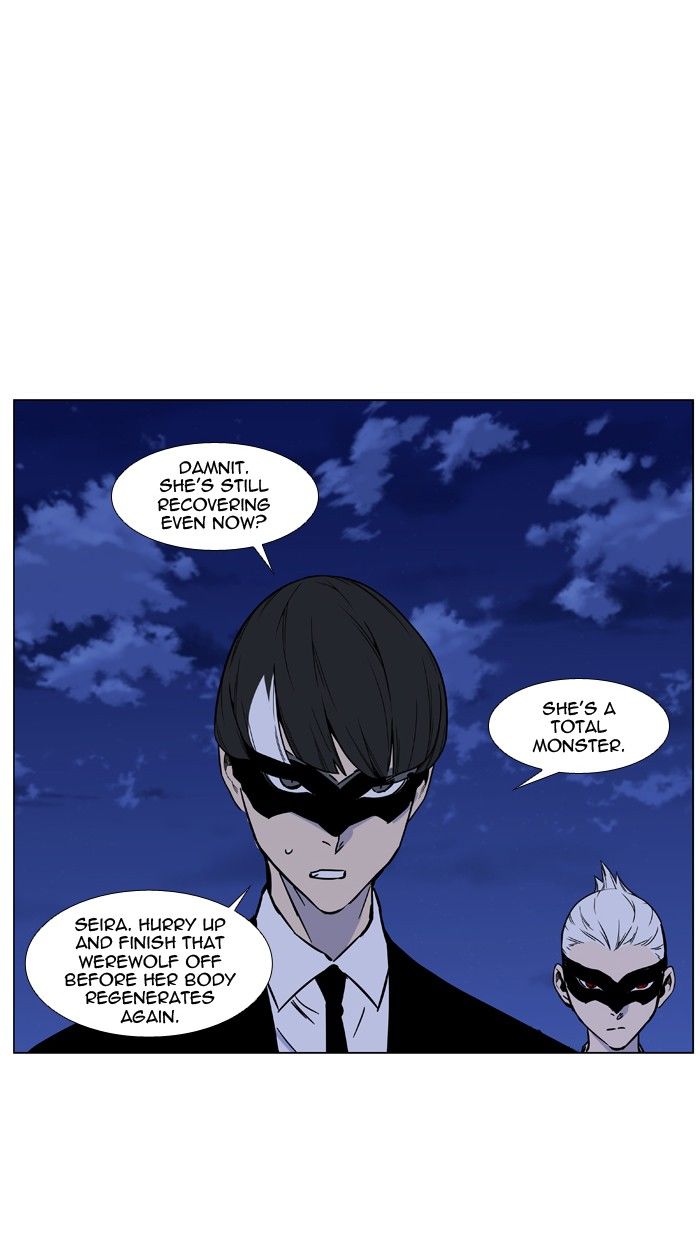 DAMNIT.
SHE'S STILL
RECOVERING
EVEN NOW?
SHE'S A
TOTAL
MONSTER.
SEIRA. HURRY UP
AND FINISH THAT
WEREWOLF OFF
BEFORE HER BODY
REGENERATES
AGAIN.